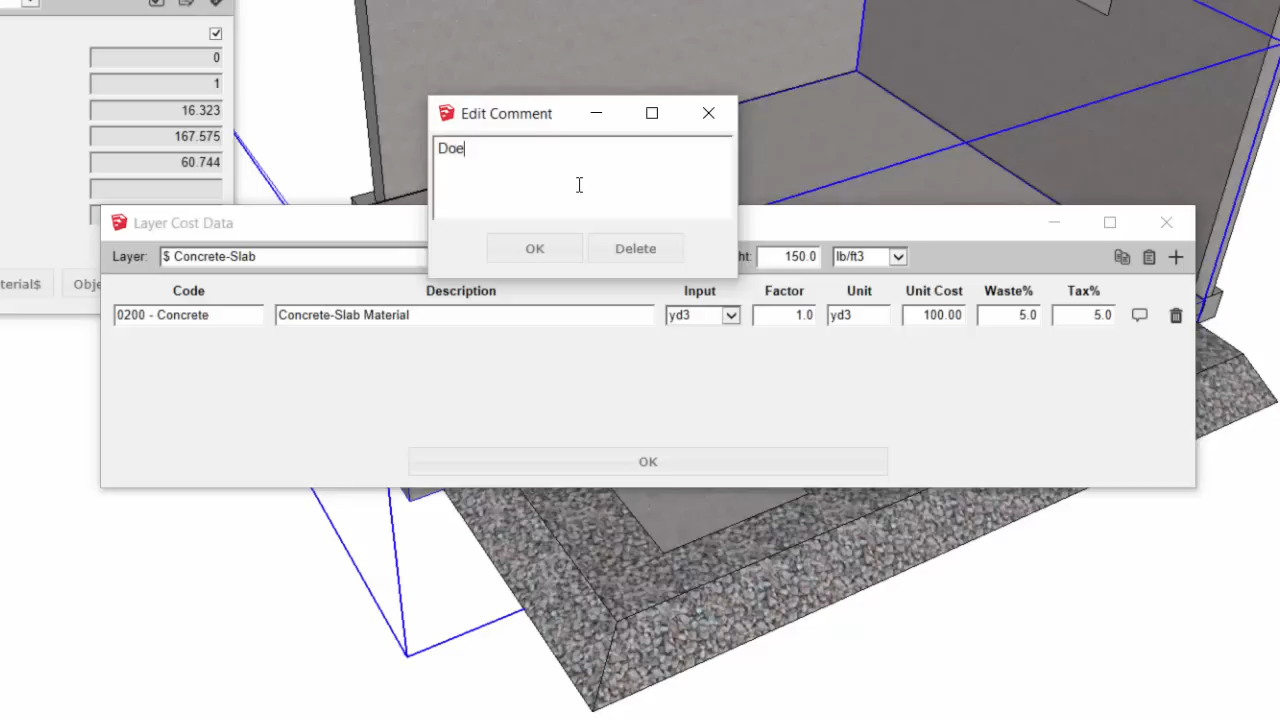 0
1
16.323
167.575
60.744
Edit Comment
Doe
OK Delete
Layer Cost Data
Layer: $ Concrete-Slab 150.0 lb/ft3
terial$
Code Description Input Factor Unit Unit Cost Waste% Tax%
0200 - Concrete Concrete-Slab Material yd3 1.0 yd3 100.00 5.0 5.0
OK